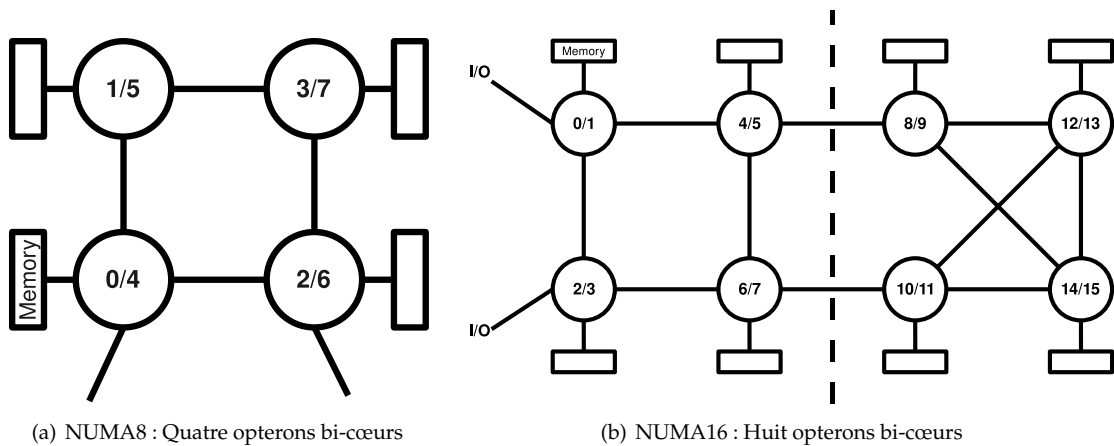 1/5
3/7
Memory
0/4
2/6
(a) NUMA8 : Quatre opterons bi-cœurs
Memory
I/O
0/1
4/5
8/9
12/13
2/3
6/7
10/11
14/15
I/O
(b) NUMA16 : Huit opterons bi-cœurs